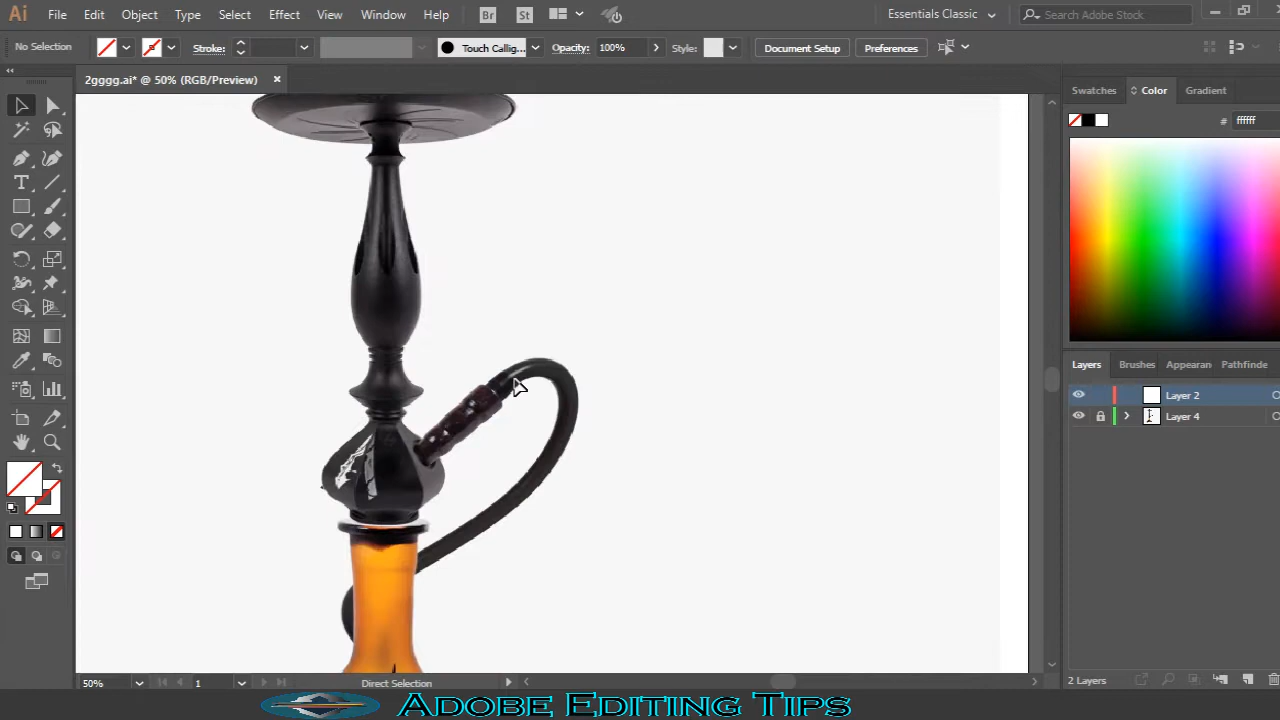 Ai File Edit Object Type Select Effect View Window Help Br St Essentials Classic Search Adobe Stock
No Selection Stroke: Touch Callig... Opacity: 100% Style: Document Setup Preferences
2gggg.ai* @ 50% (RGB/Preview)
Swatches Color Gradient
# ffffff
Layers Brushes Appearan Pathfinde
Layer 2
Layer 4
50% 1 Direct Selection 2 Layers
ADOBE EDITING TIPS